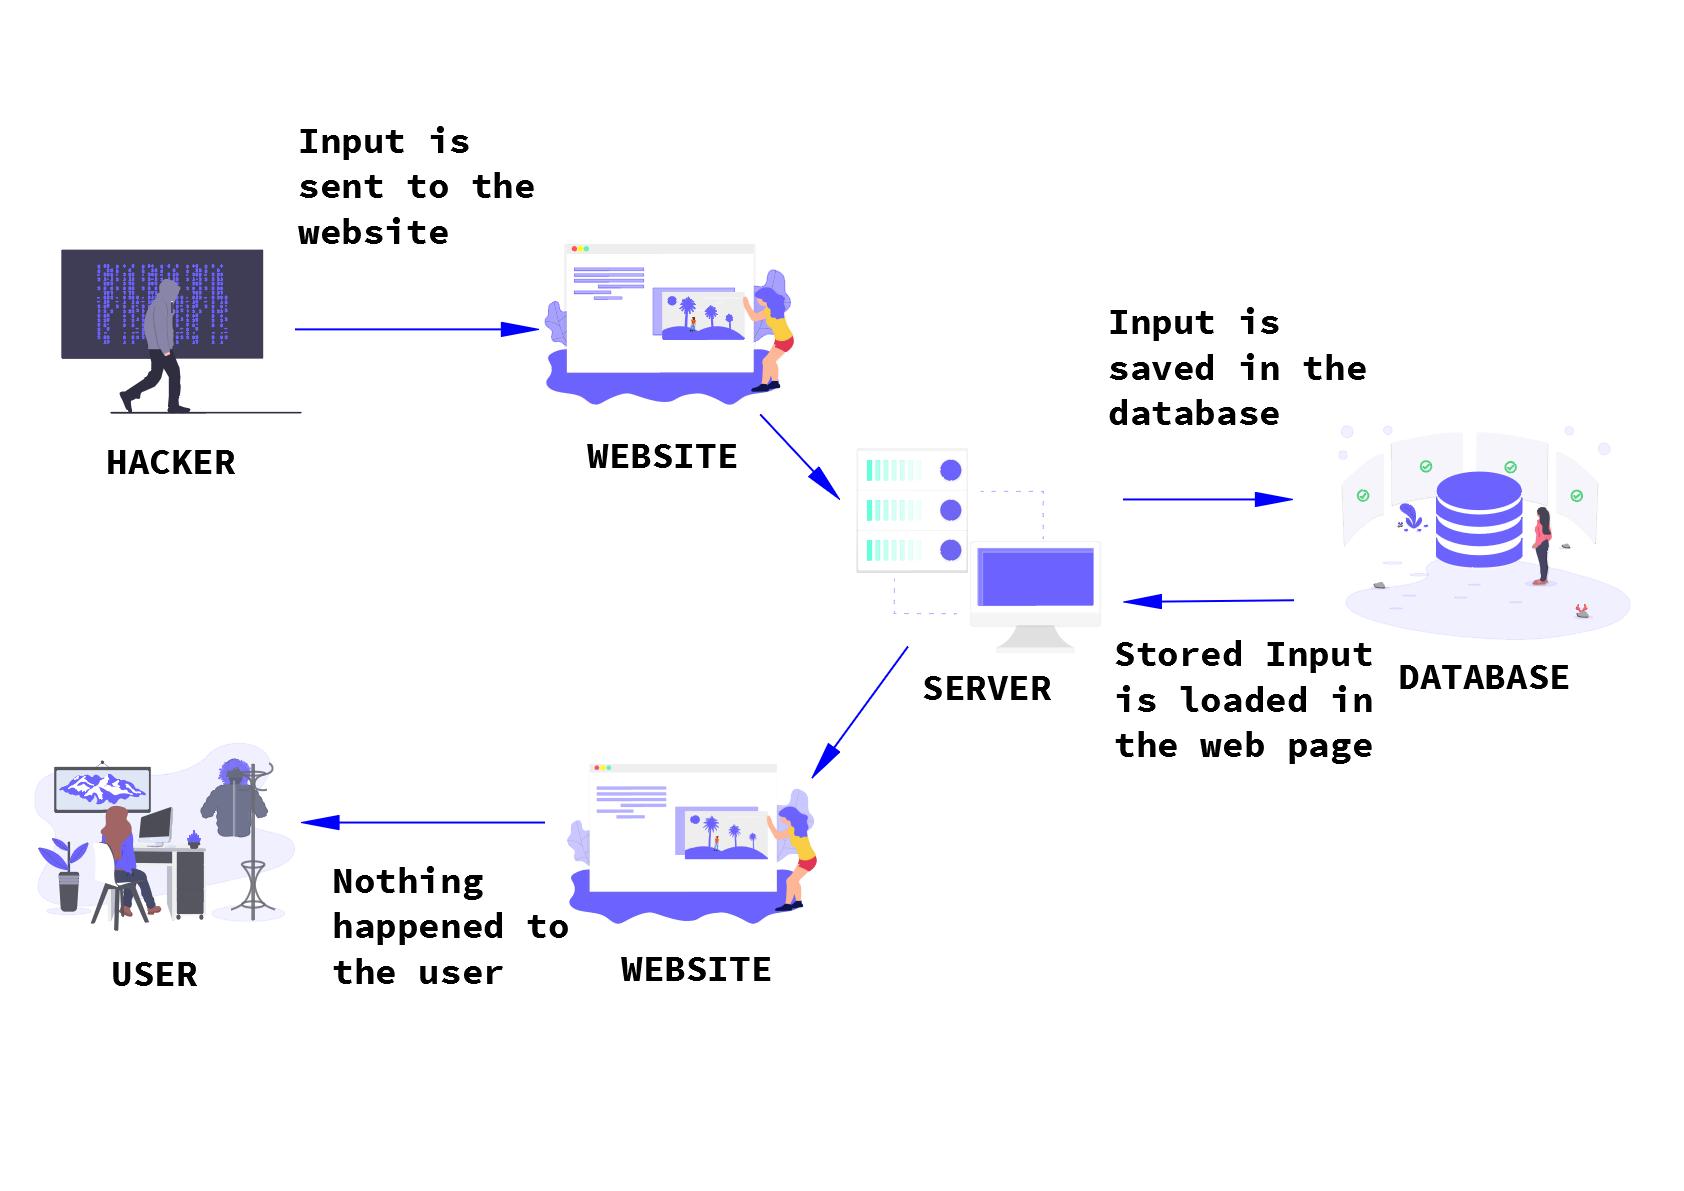 Input is
sent to the
website
HACKER
WEBSITE
Input is
saved in the
database
SERVER
Stored Input
is loaded in
the web page
DATABASE
Nothing
happened to
the user
USER
WEBSITE